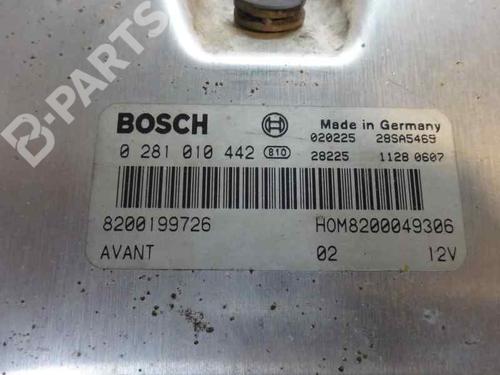 B-PARTS
BOSCH
Made in Germany
020225 28SA5469
0 281 010 442 810 28225 1128 0607
8200199726 HOM8200049306
AVANT 02 12V